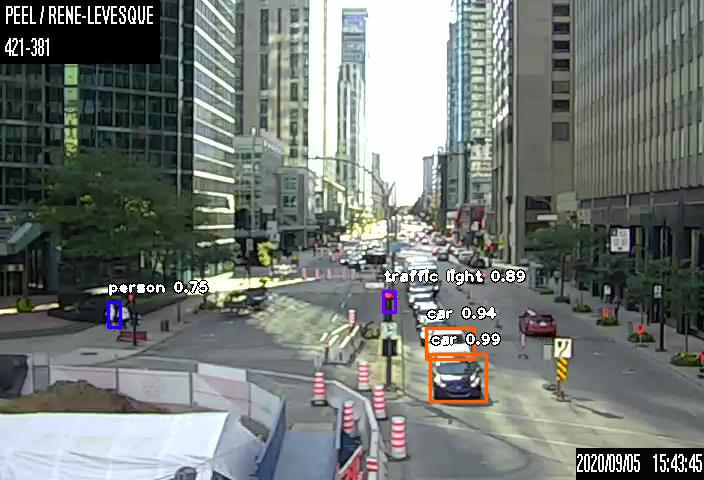 PEEL / RENE-LEVESQUE
421-381
person 0.75
traffic light 0.89
car 0.94
car 0.99
2020/09/05 15:43:45